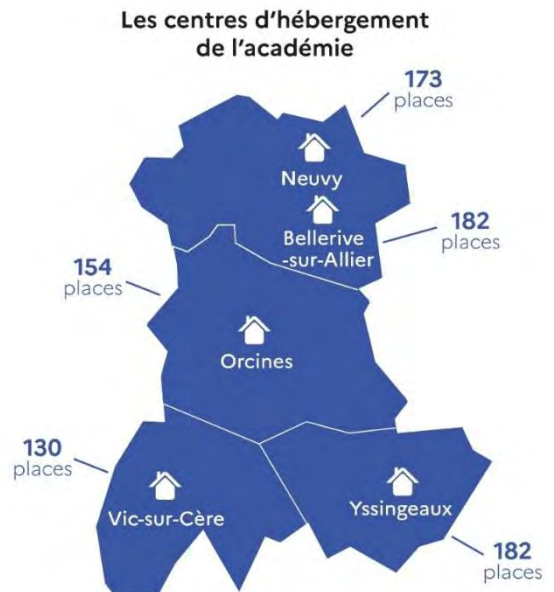 Les centres d'hébergement
de l'académie
173
places
Neuvy
Bellerive
-sur-Allier
182
places
154
places
Orcines
130
places
Vic-sur-Cère
Yssingeaux
182
places